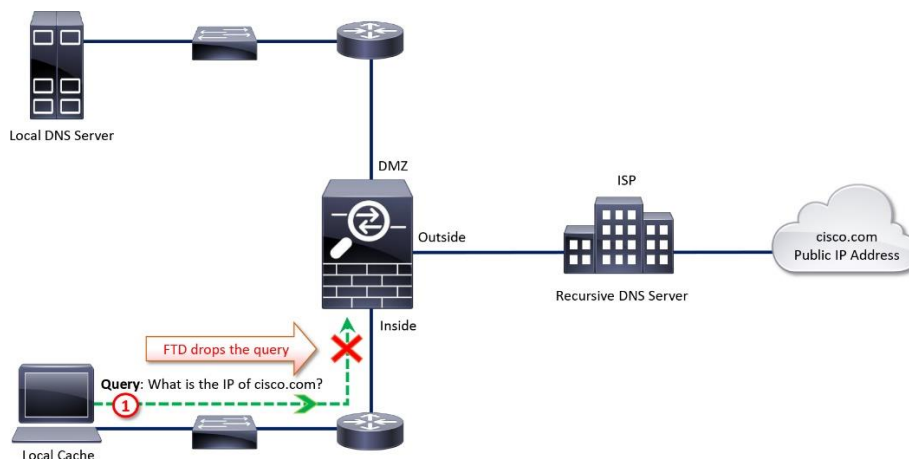 Local DNS Server
DMZ
ISP
Outside
cisco.com
Public IP Address
Recursive DNS Server
Inside
FTD drops the query
Query: What is the IP of cisco.com?
1
Local Cache